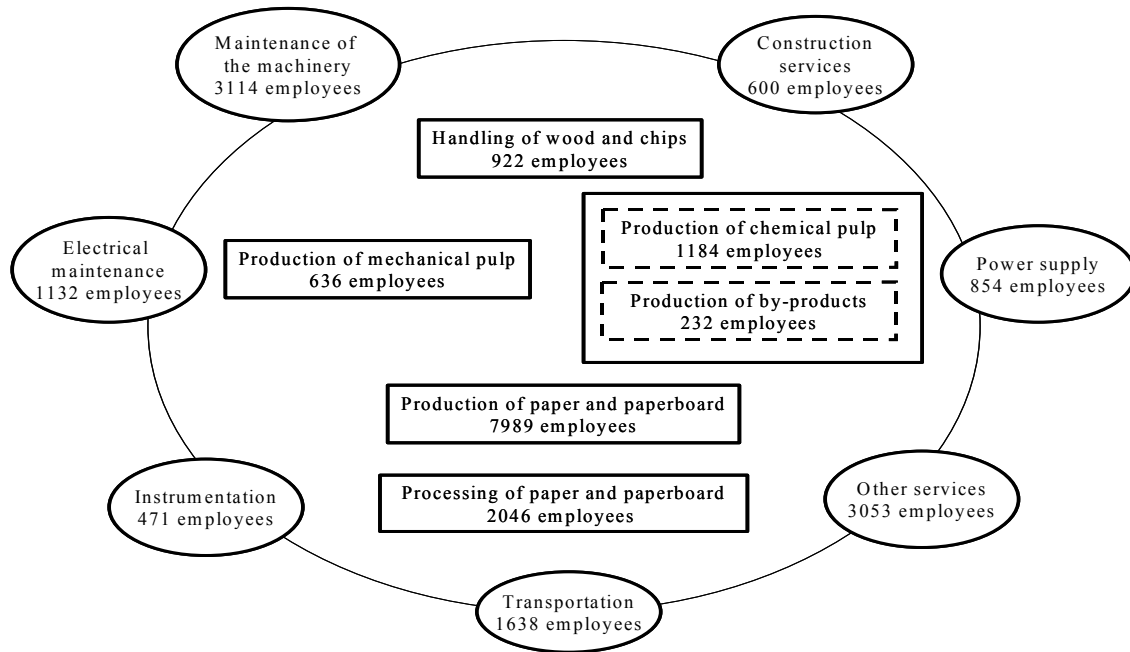 Maintenance of
the machinery
3114 employees
Construction
services
600 employees
Handling of wood and chips
922 employees
Production of chemical pulp
1184 employees
Electrical
maintenance
1132 employees
Production of mechanical pulp
636 employees
Power supply
854 employees
Production of by-products
232 employees
Production of paper and paperboard
7989 employees
Instrumentation
471 employees
Processing of paper and paperboard
2046 employees
Other services
3053 employees
Transportation
1638 employees